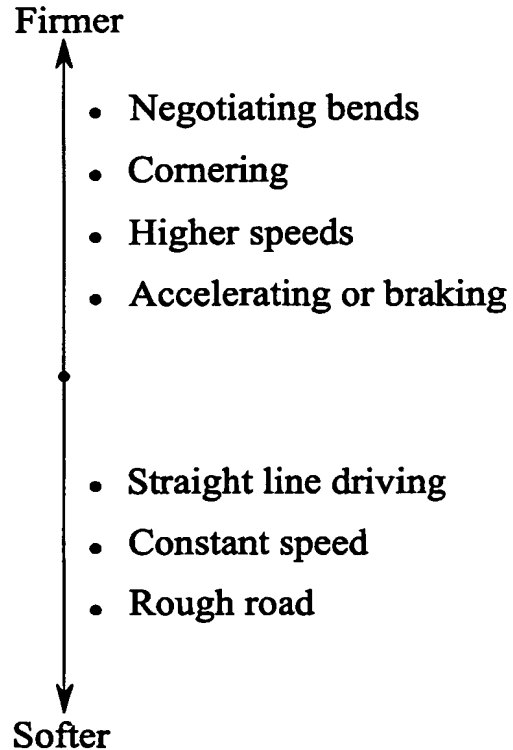 Firmer
• Negotiating bends
• Cornering
• Higher speeds
• Accelerating or braking
• Straight line driving
• Constant speed
• Rough road
Softer